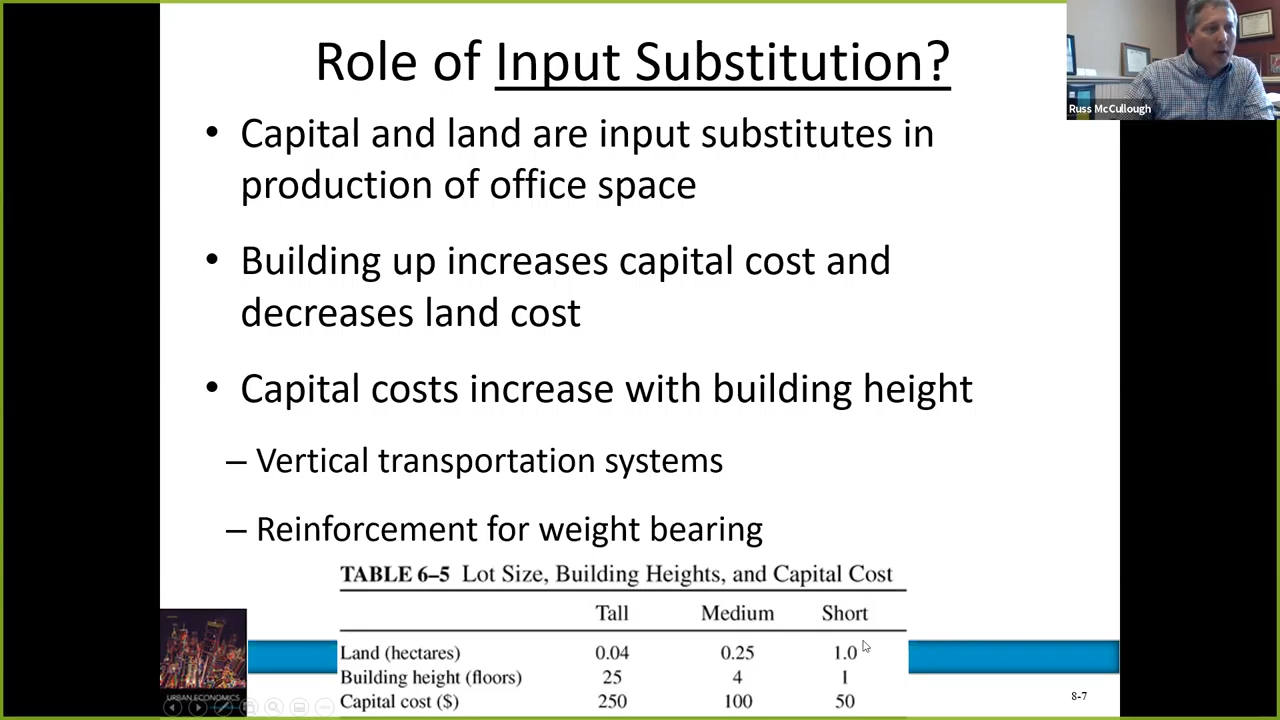 Role of Input Substitution?
Russ McCullough
• Capital and land are input substitutes in
production of office space
• Building up increases capital cost and
decreases land cost
• Capital costs increase with building height
– Vertical transportation systems
– Reinforcement for weight bearing
TABLE 6–5 Lot Size, Building Heights, and Capital Cost
Tall Medium Short
Land (hectares) 0.04 0.25 1.0
Building height (floors) 25 4 1
Capital cost ($) 250 100 50
URBAN ECONOMICS
8-7